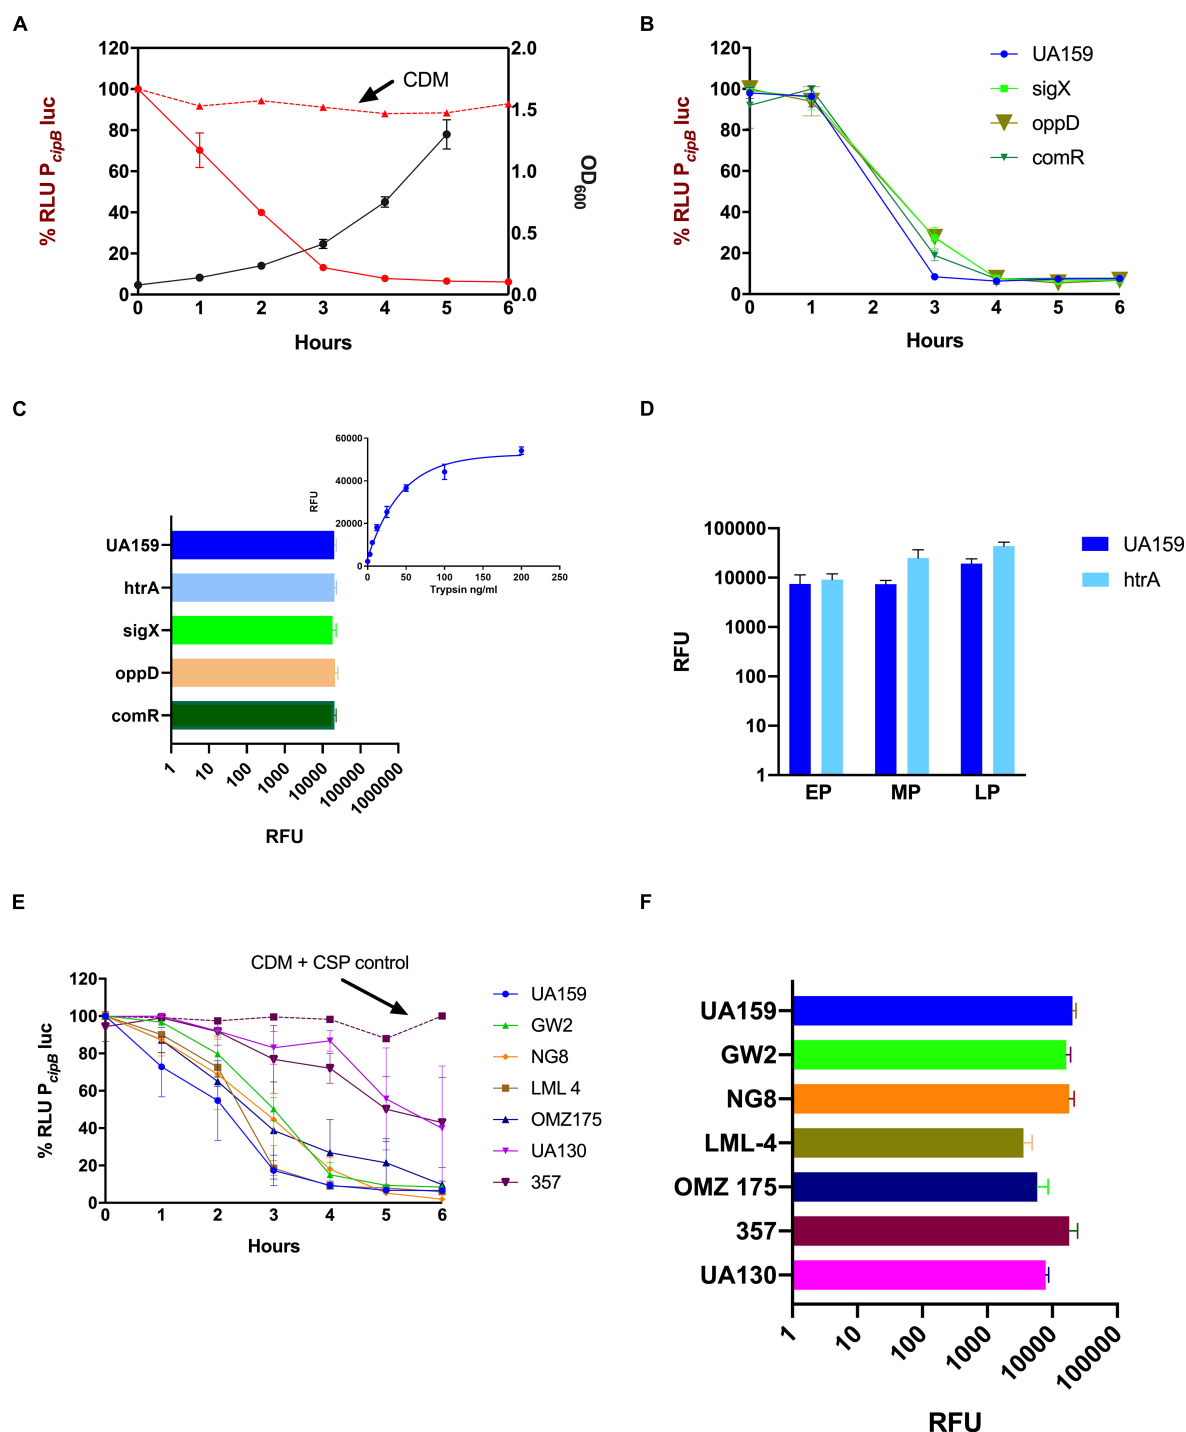 A
% RLU PcipB luc
120
100
80
60
40
20
0
CDM
2.0
1.5
1.0
0.5
0.0
OD600
0 1 2 3 4 5 6
Hours
B
% RLU PcipB luc
120
100
80
60
40
20
0
UA159
sigX
oppD
comR
0 1 2 3 4 5 6
Hours
C
60000
40000
20000
0
RFU
0 50 100 150 200 250
Trypsin ng/ml
UA159
htrA
sigX
oppD
comR
1 10 100 1000 10000 100000 1000000
RFU
D
100000
10000
1000
100
10
1
RFU
UA159
htrA
EP MP LP
E
CDM + CSP control
% RLU PcipB luc
120
100
80
60
40
20
0
UA159
GW2
NG8
LML 4
OMZ175
UA130
357
0 1 2 3 4 5 6
Hours
F
UA159
GW2
NG8
LML-4
OMZ 175
357
UA130
1 10 100 1000 10000 100000
RFU